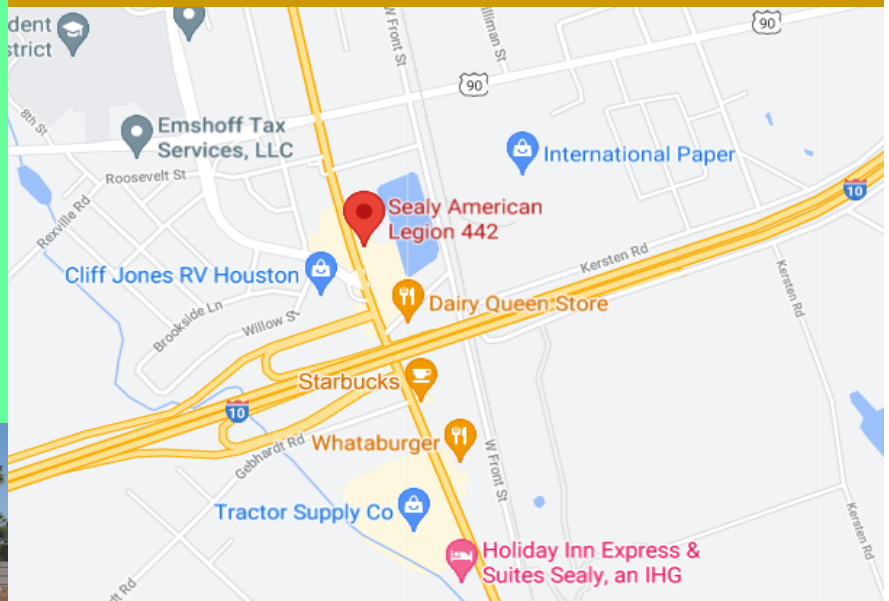 dent
strict
W Front St
illiman St
90
90
8th St
Emshoff Tax
Services, LLC
International Paper
Roosevelt St
10
Rexville Rd
Sealy American
Legion 442
Kersten Rd
Cliff Jones RV Houston
Kersten Rd
Dairy Queen Store
Brookside Ln
Willow St
Starbucks
10
Whataburger
Gebhardt Rd
W Front St
Tractor Supply Co
Kersten Rd
Holiday Inn Express &
Suites Sealy, an IHG
dt Rd